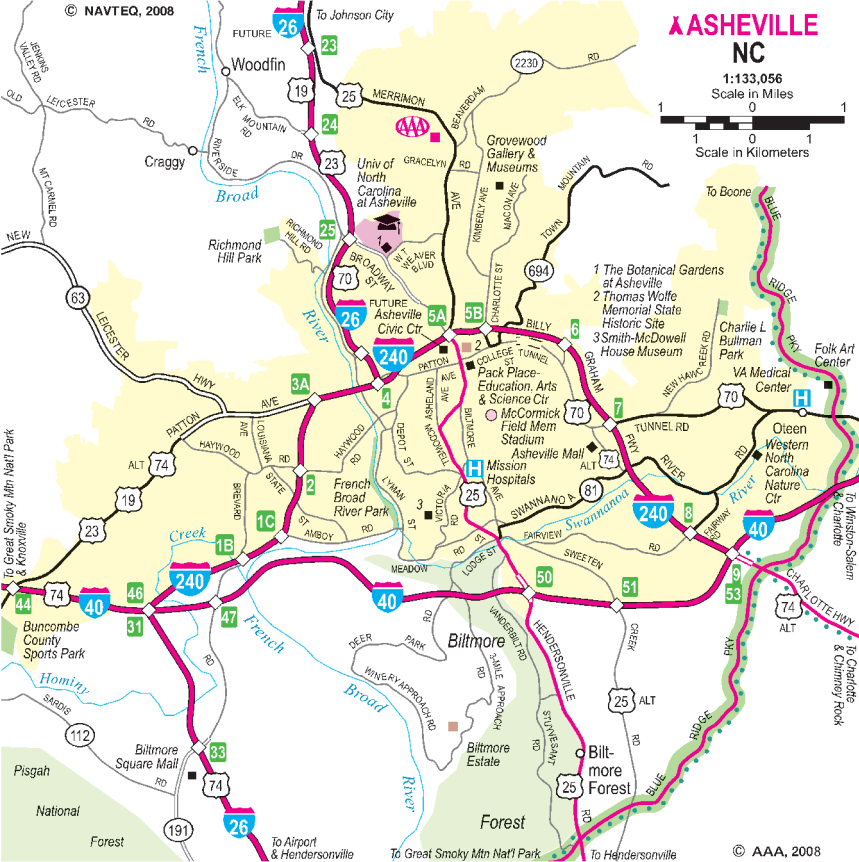 © NAVTEQ, 2008
To Johnson City
ASHEVILLE
NC
1:133,056
Scale in Miles
1 0 1
1 0 1
Scale in Kilometers
FUTURE
26
23
French
Woodfin
JENKINS
VALLEY RD
OLD LEICESTER RD
ELK MOUNTAIN
RD
19
25
MERRIMON
AVE
2230
RD
BEAVERDAM
24
AAA
Craggy
RIVERSIDE DR
23
GRACELYN RD
Grovewood
Gallery &
Museums
Univ of
North
Carolina
at Asheville
Broad
MT CARMEL RD
KIMBERLY AVE
MACON AVE
TOWN MOUNTAIN RD
To Boone
BLUE
RIDGE
PKY
NEW
LEICESTER
HWY
63
Richmond
Hill Park
RICHMOND
HILL RD
25
1
W T
WEAVER
BLVD
BROADWAY
ST
70
CHARLOTTE ST
694
1 The Botanical Gardens
at Asheville
2 Thomas Wolfe
Memorial State
Historic Site
3 Smith-McDowell
House Museum
River
FUTURE
26
Asheville
Civic Ctr
5A
5B
BILLY
GRAHAM
FWY
6
2
240
PATTON
COLLEGE
ST
TUNNEL
NEW HAW CREEK RD
Charlie L
Bullman
Park
VA Medical
Center
Folk Art
Center
H
3A
4
Pack Place-
Education, Arts
& Science Ctr
McCormick
Field Mem
Stadium
ASHELAND
AVE
AVE
MCDOWELL
BILTMORE
AVE
70
7
TUNNEL RD
70
Oteen
PATTON AVE
AVE
LOUISIANA
HAYWOOD RD
HAYWOOD
RD
DEPOT
ST
Asheville Mall
ALT 74
81
RIVER
RD
Western
North
Carolina
Nature
Ctr
ALT 74
19
23
2
STATE
ST
French
Broad
River Park
LYMAN
ST
3
VICTORIA
RD
H
Mission
Hospitals
25
SWANNANOA
Swannanoa
River
240
To Great Smoky Mtn Nat'l Park
& Knoxville
BREVARD
1C
AMBOY RD
ST
FAIRVIEW RD
8
FAIRWAY
RD
40
To Winston-Salem
& Charlotte
Creek
1B
MEADOW RD
LODGE ST
SWEETEN
CREEK
RD
9
53
44
74
40
46
31
240
47
40
50
51
CHARLOTTE HWY
74
ALT
Buncombe
County
Sports Park
RD
French
Broad
River
DEER PARK
RD
Biltmore
VANDERBILT RD
HENDERSONVILLE
RD
WINERY APPROACH RD
3-MILE APPROACH
RD
Hominy
SARDIS
RD
112
25 ALT
PKY
RIDGE
BLUE
To Charlotte
& Chimney Rock
Biltmore
Square Mall
33
74
Biltmore
Estate
STUYVESANT
RD
Bilt-
more
Forest
Pisgah
National
Forest
191
26
25
Forest
To Airport
& Hendersonville
To Great Smoky Mtn Nat'l Park
To Hendersonville
© AAA, 2008